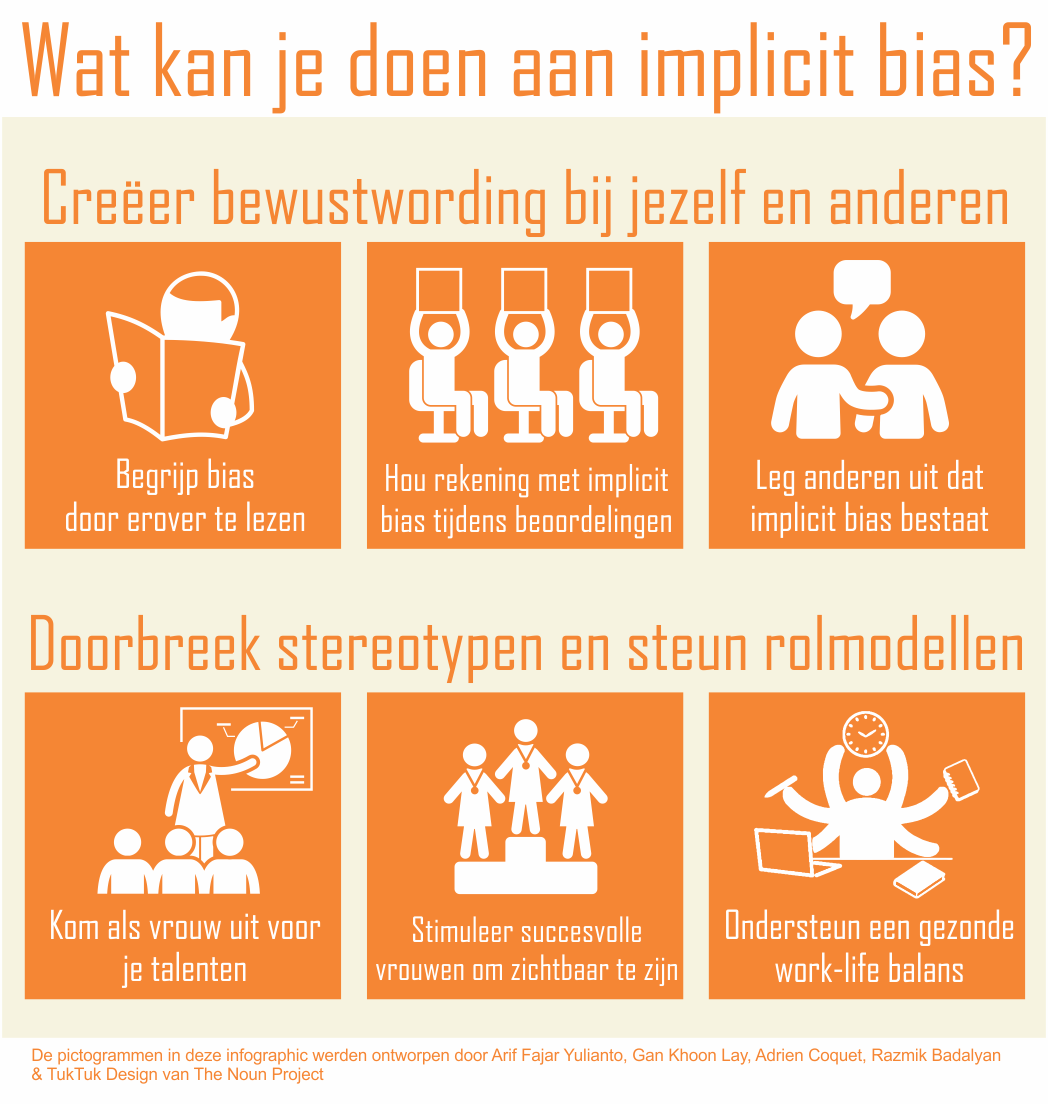 Wat kan je doen aan implicit bias?
Creëer bewustwording bij jezelf en anderen
Begrijp bias
door erover te lezen
Hou rekening met implicit
bias tijdens beoordelingen
Leg anderen uit dat
implicit bias bestaat
Doorbreek stereotypen en steun rolmodellen
Kom als vrouw uit voor
je talenten
Stimuleer succesvolle
vrouwen om zichtbaar te zijn
Ondersteun een gezonde
work-life balans
De pictogrammen in deze infographic werden ontworpen door Arif Fajar Yulianto, Gan Khoon Lay, Adrien Coquet, Razmik Badalyan
& TukTuk Design van The Noun Project